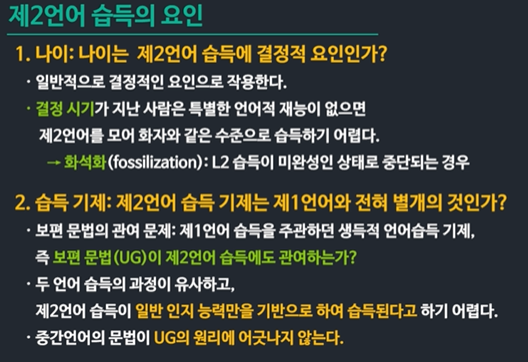 제2언어 습득의 요인
1. 나이: 나이는 제2언어 습득에 결정적 요인인가?
· 일반적으로 결정적인 요인으로 작용한다.
· 결정 시기가 지난 사람은 특별한 언어적 재능이 없으면
제2언어를 모어 화자와 같은 수준으로 습득하기 어렵다.
→ 화석화(fossilization): L2 습득이 미완성인 상태로 중단되는 경우
2. 습득 기제: 제2언어 습득 기제는 제1언어와 전혀 별개의 것인가?
· 보편 문법의 관여 문제: 제1언어 습득을 주관하던 생득적 언어습득 기제,
즉 보편 문법(UG)이 제2언어 습득에도 관여하는가?
· 두 언어 습득의 과정이 유사하고,
제2언어 습득이 일반 인지 능력만을 기반으로 하여 습득된다고 하기 어렵다.
· 중간언어의 문법이 UG의 원리에 어긋나지 않는다.